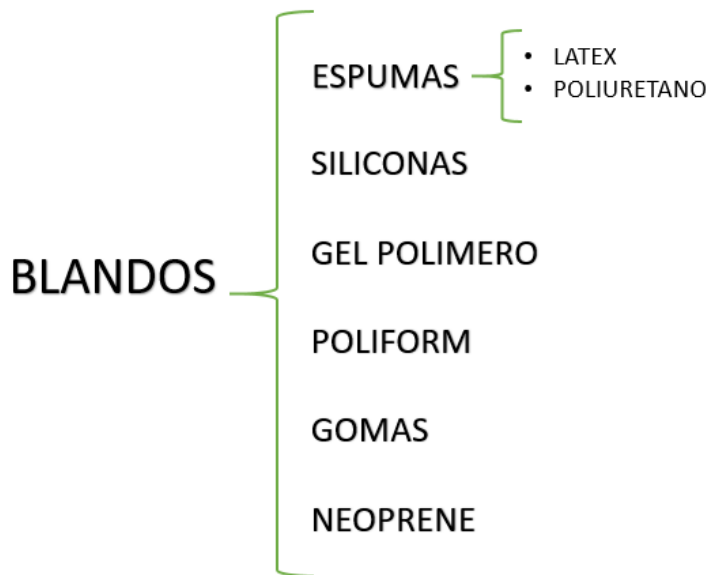 BLANDOS
ESPUMAS
• LATEX
• POLIURETANO
SILICONAS
GEL POLIMERO
POLIFORM
GOMAS
NEOPRENE